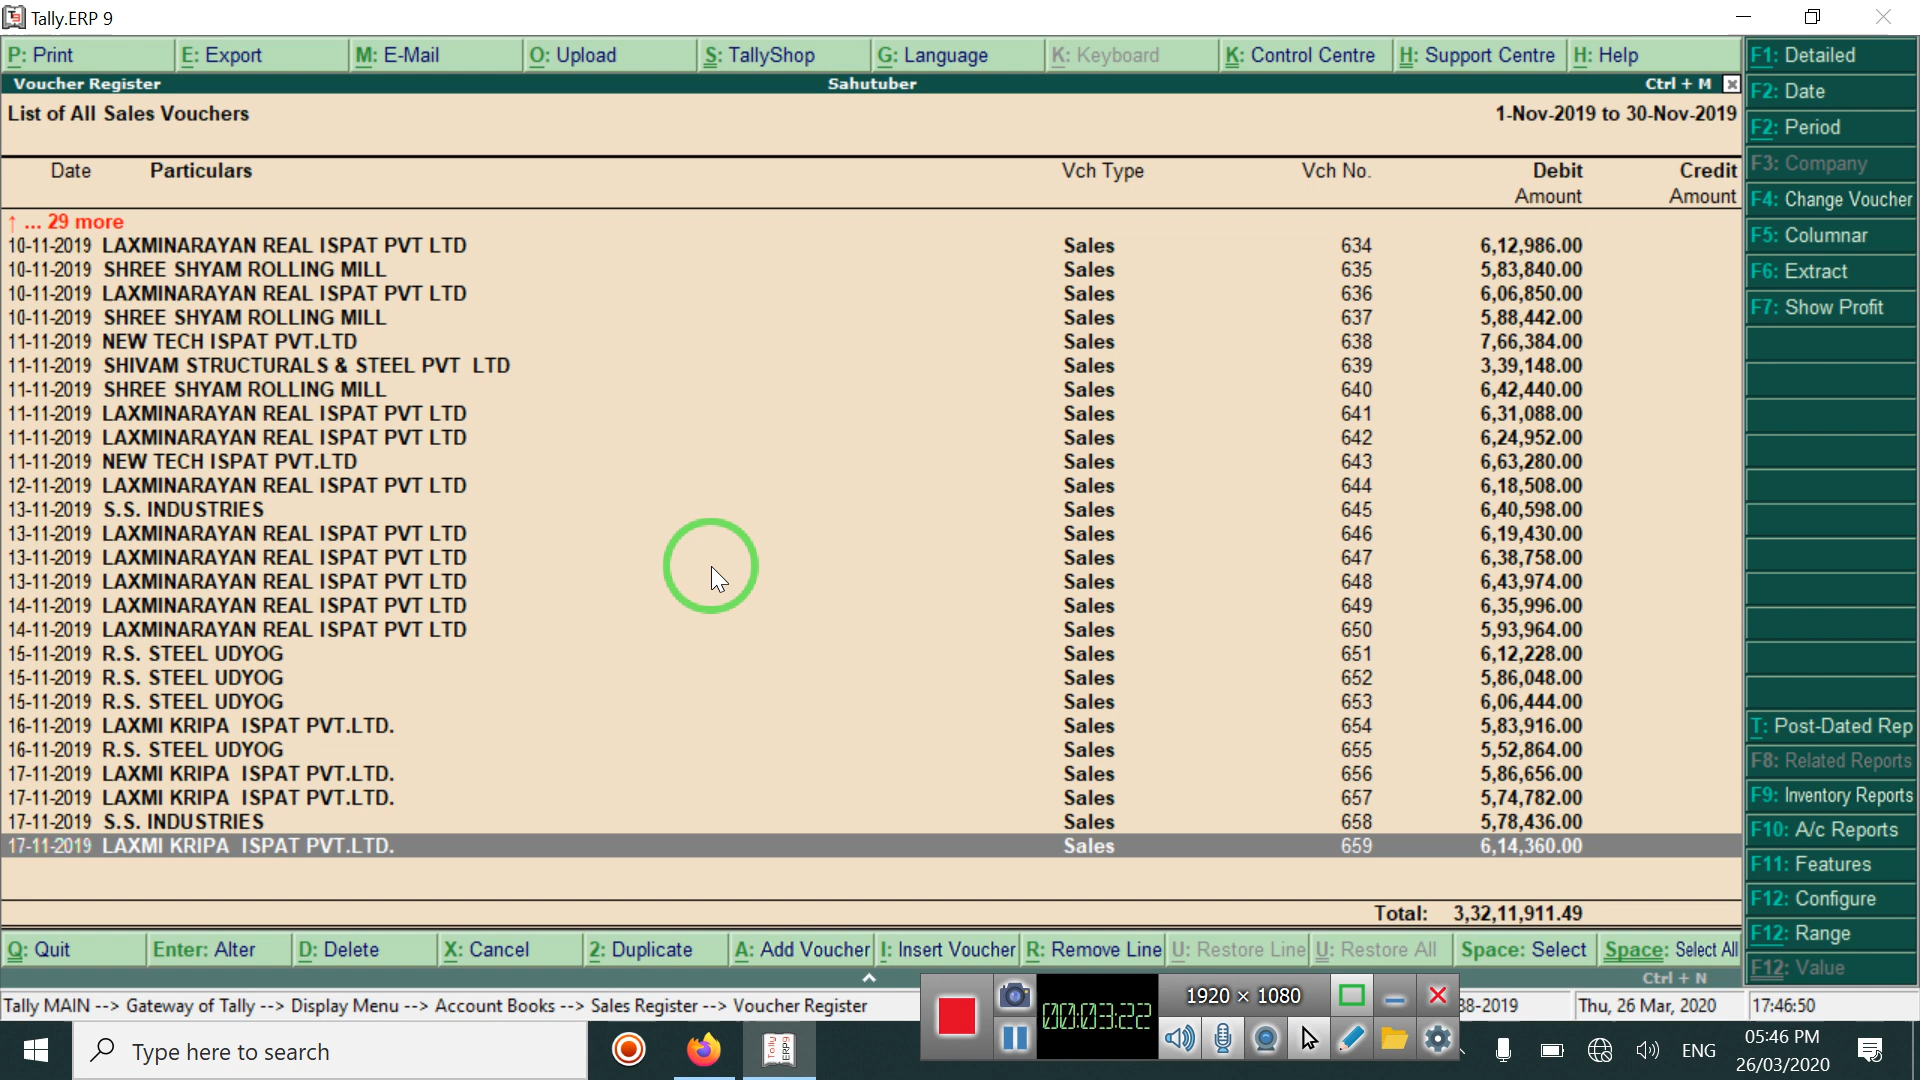 Tally.ERP 9
P: Print E: Export M: E-Mail O: Upload S: TallyShop G: Language K: Keyboard K: Control Centre H: Support Centre H: Help
Voucher Register Sahutuber Ctrl + M
List of All Sales Vouchers 1-Nov-2019 to 30-Nov-2019
Date Particulars Vch Type Vch No. Debit Credit
Amount Amount
↑ ... 29 more
10-11-2019 LAXMINARAYAN REAL ISPAT PVT LTD Sales 634 6,12,986.00
10-11-2019 SHREE SHYAM ROLLING MILL Sales 635 5,83,840.00
10-11-2019 LAXMINARAYAN REAL ISPAT PVT LTD Sales 636 6,06,850.00
10-11-2019 SHREE SHYAM ROLLING MILL Sales 637 5,88,442.00
11-11-2019 NEW TECH ISPAT PVT.LTD Sales 638 7,66,384.00
11-11-2019 SHIVAM STRUCTURALS & STEEL PVT LTD Sales 639 3,39,148.00
11-11-2019 SHREE SHYAM ROLLING MILL Sales 640 6,42,440.00
11-11-2019 LAXMINARAYAN REAL ISPAT PVT LTD Sales 641 6,31,088.00
11-11-2019 LAXMINARAYAN REAL ISPAT PVT LTD Sales 642 6,24,952.00
11-11-2019 NEW TECH ISPAT PVT.LTD Sales 643 6,63,280.00
12-11-2019 LAXMINARAYAN REAL ISPAT PVT LTD Sales 644 6,18,508.00
13-11-2019 S.S. INDUSTRIES Sales 645 6,40,598.00
13-11-2019 LAXMINARAYAN REAL ISPAT PVT LTD Sales 646 6,19,430.00
13-11-2019 LAXMINARAYAN REAL ISPAT PVT LTD Sales 647 6,38,758.00
13-11-2019 LAXMINARAYAN REAL ISPAT PVT LTD Sales 648 6,43,974.00
14-11-2019 LAXMINARAYAN REAL ISPAT PVT LTD Sales 649 6,35,996.00
14-11-2019 LAXMINARAYAN REAL ISPAT PVT LTD Sales 650 5,93,964.00
15-11-2019 R.S. STEEL UDYOG Sales 651 6,12,228.00
15-11-2019 R.S. STEEL UDYOG Sales 652 5,86,048.00
15-11-2019 R.S. STEEL UDYOG Sales 653 6,06,444.00
16-11-2019 LAXMI KRIPA ISPAT PVT.LTD. Sales 654 5,83,916.00
16-11-2019 R.S. STEEL UDYOG Sales 655 5,52,864.00
17-11-2019 LAXMI KRIPA ISPAT PVT.LTD. Sales 656 5,86,656.00
17-11-2019 LAXMI KRIPA ISPAT PVT.LTD. Sales 657 5,74,782.00
17-11-2019 S.S. INDUSTRIES Sales 658 5,78,436.00
17-11-2019 LAXMI KRIPA ISPAT PVT.LTD. Sales 659 6,14,360.00
Total: 3,32,11,911.49
Q: Quit Enter: Alter D: Delete X: Cancel 2: Duplicate A: Add Voucher I: Insert Voucher R: Remove Line U: Restore Line U: Restore All Space: Select Space: Select All
Ctrl + N
F1: Detailed
F2: Date
F2: Period
F3: Company
F4: Change Voucher
F5: Columnar
F6: Extract
F7: Show Profit
T: Post-Dated Rep
F8: Related Reports
F9: Inventory Reports
F10: A/c Reports
F11: Features
F12: Configure
F12: Range
F12: Value
Tally MAIN --> Gateway of Tally --> Display Menu --> Account Books --> Sales Register --> Voucher Register 88-2019 Thu, 26 Mar, 2020 17:46:50
00:03:22 1920 × 1080
Type here to search
Tally ERP9
ENG
05:46 PM
26/03/2020